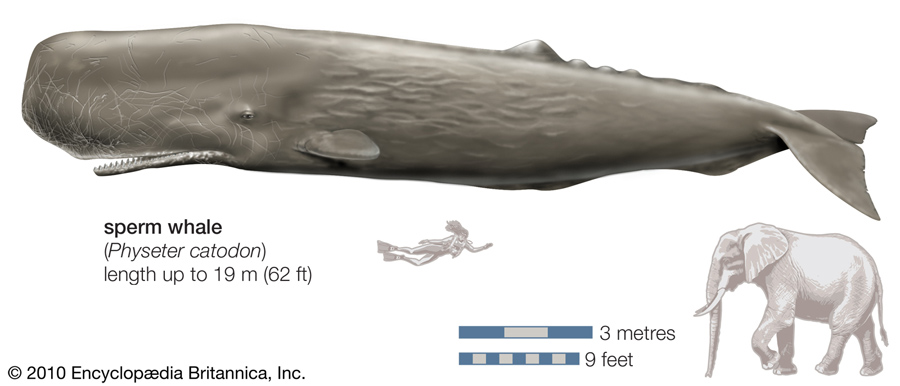 sperm whale
(Physeter catodon)
length up to 19 m (62 ft)
3 metres
9 feet
© 2010 Encyclopædia Britannica, Inc.